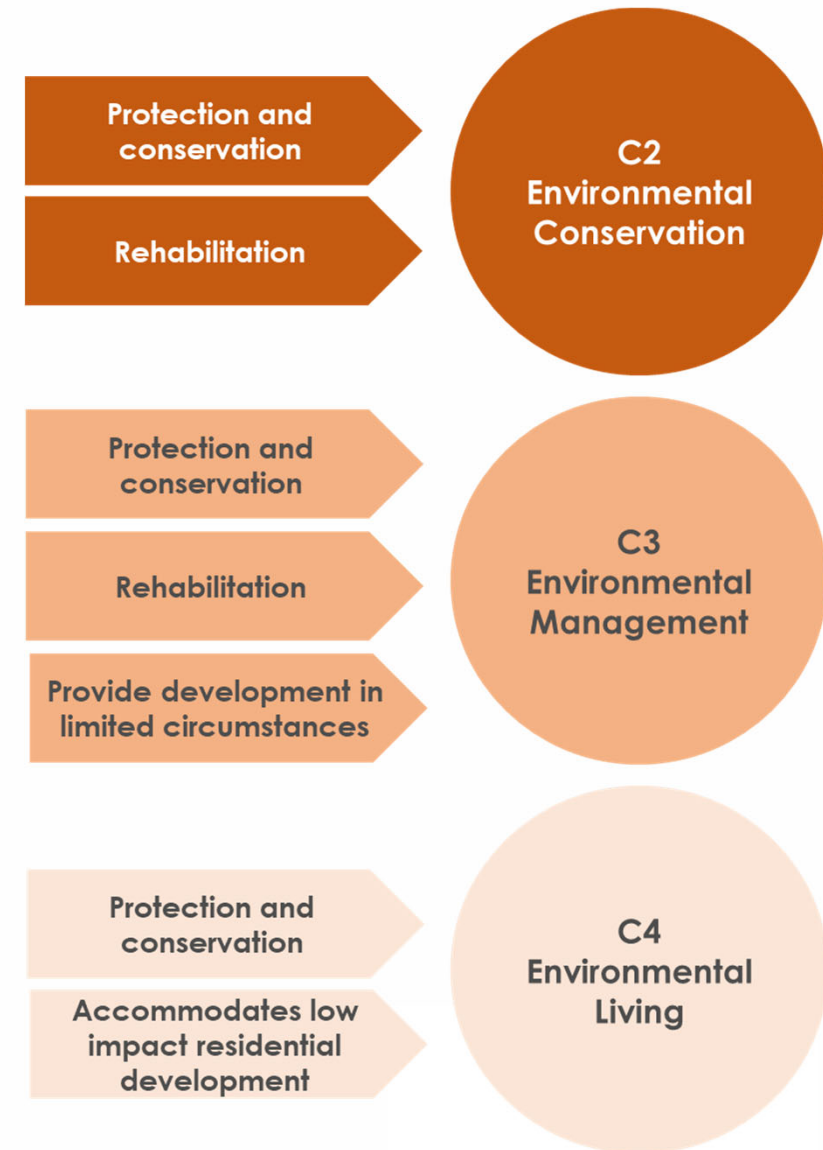 Protection and
conservation
Rehabilitation
C2
Environmental
Conservation
Protection and
conservation
Rehabilitation
Provide development in
limited circumstances
C3
Environmental
Management
Protection and
conservation
Accommodates low
impact residential
development
C4
Environmental
Living